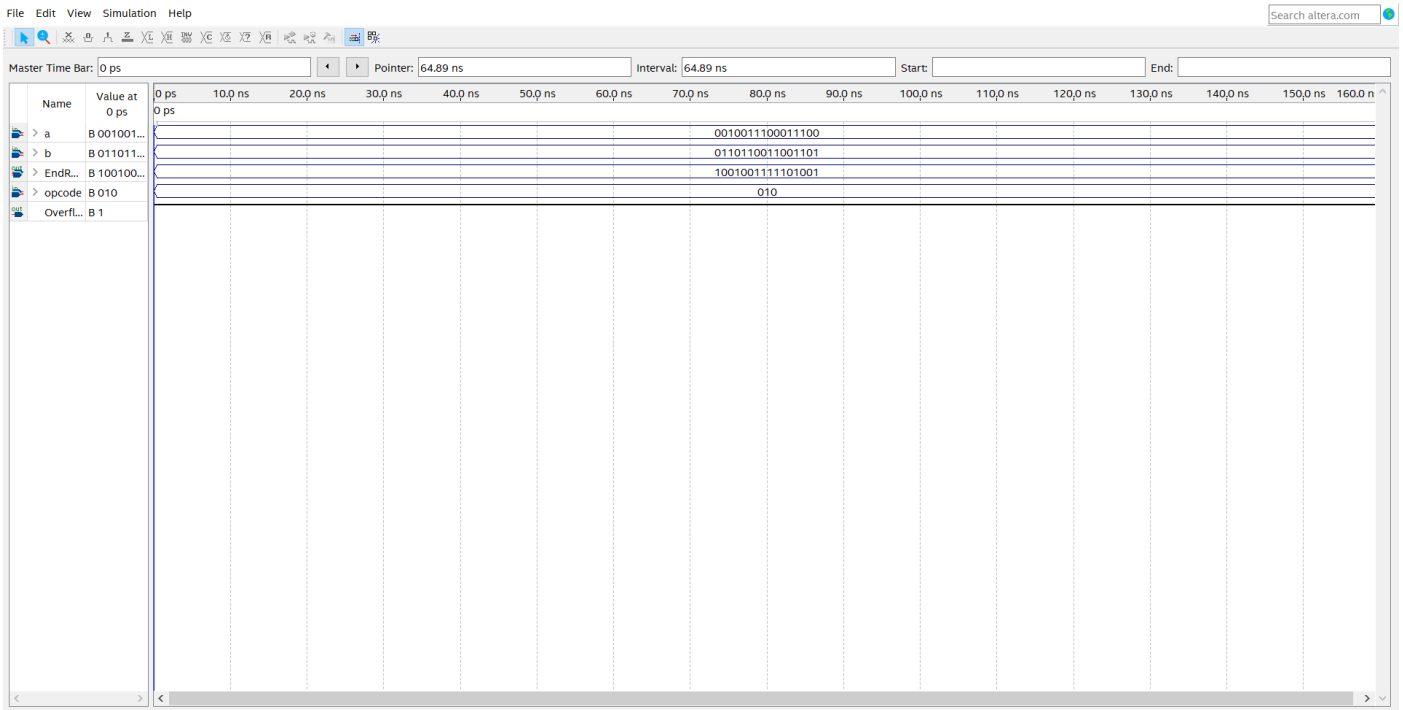 File Edit View Simulation Help
Search altera.com
Master Time Bar: 0 ps Pointer: 64.89 ns Interval: 64.89 ns Start: End:
Name Value at 0 ps
0 ps 10.0 ns 20.0 ns 30.0 ns 40.0 ns 50.0 ns 60.0 ns 70.0 ns 80.0 ns 90.0 ns 100.0 ns 110.0 ns 120.0 ns 130.0 ns 140.0 ns 150.0 ns 160.0 n
0 ps
a B 001001... 0010011100011100
b B 011011... 0110110011001101
EndR... B 100100... 1001001111101001
opcode B 010 010
Overfl... B 1